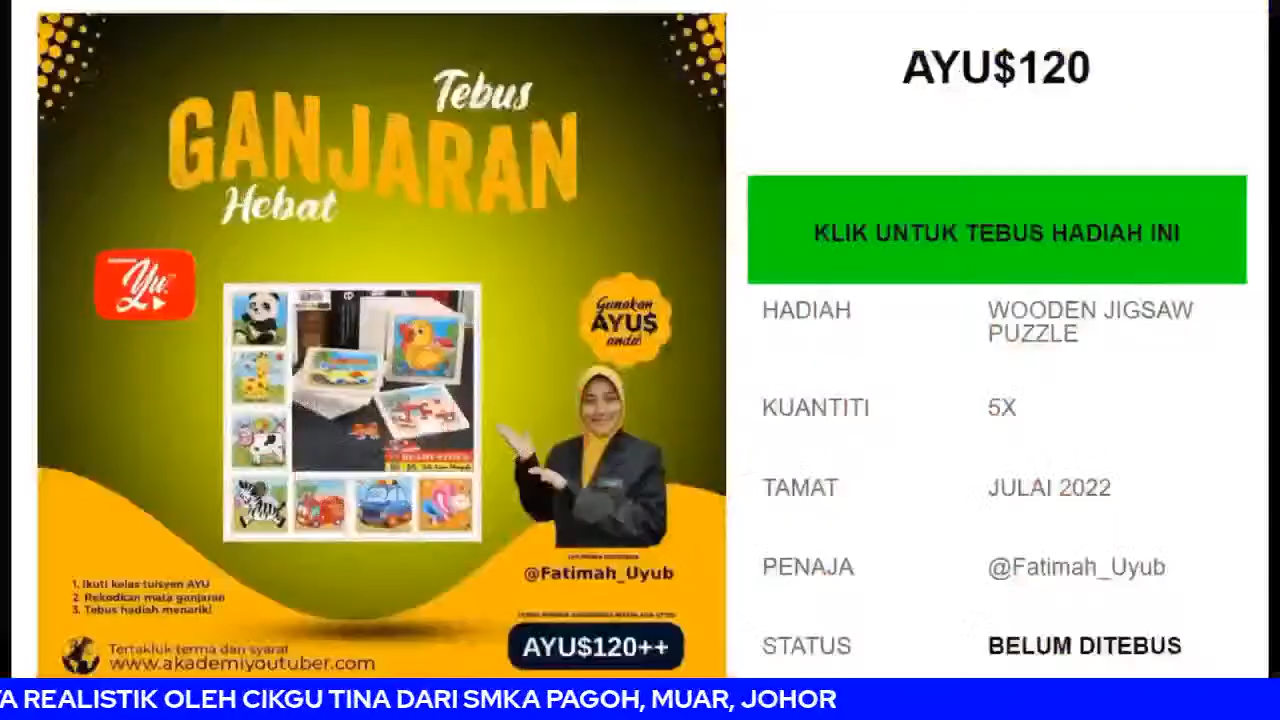 Tebus
GANJARAN
Hebat
Yu
Gunakan
AYU$
anda!
@Fatimah_Uyub
AYU$120++
1. Ikuti kelas tuisyen AYU
2. Rekodkan mata ganjaran
3. Tebus hadiah menarik!
Tertakluk terma dan syarat
www.akademiyoutuber.com
AYU$120
KLIK UNTUK TEBUS HADIAH INI
HADIAH WOODEN JIGSAW
PUZZLE
KUANTITI 5X
TAMAT JULAI 2022
PENAJA @Fatimah_Uyub
STATUS BELUM DITEBUS
YA REALISTIK OLEH CIKGU TINA DARI SMKA PAGOH, MUAR, JOHOR